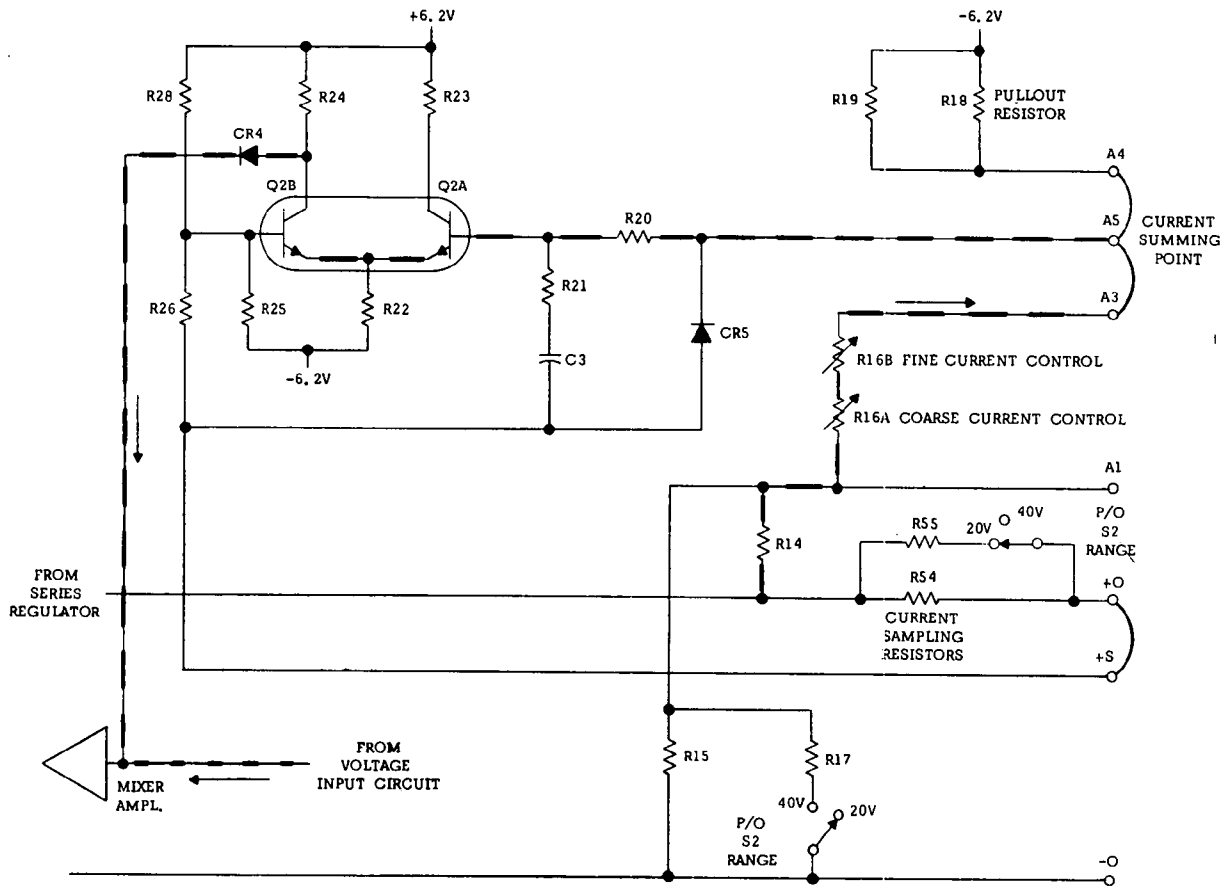 +6.2V
-6.2V
R28
R24
R23
R19
R18
PULLOUT
RESISTOR
CR4
A4
Q2B
Q2A
R20
A5
CURRENT
SUMMING
POINT
R26
R25
R22
R21
A3
CR5
C3
-6.2V
R16B FINE CURRENT CONTROL
R16A COARSE CURRENT CONTROL
A1
R14
R55
20V
40V
P/O
S2
RANGE
FROM
SERIES
REGULATOR
R54
+O
CURRENT
SAMPLING
RESISTORS
+S
R15
R17
FROM
VOLTAGE
INPUT CIRCUIT
MIXER
AMPL.
40V
20V
P/O
S2
RANGE
-O